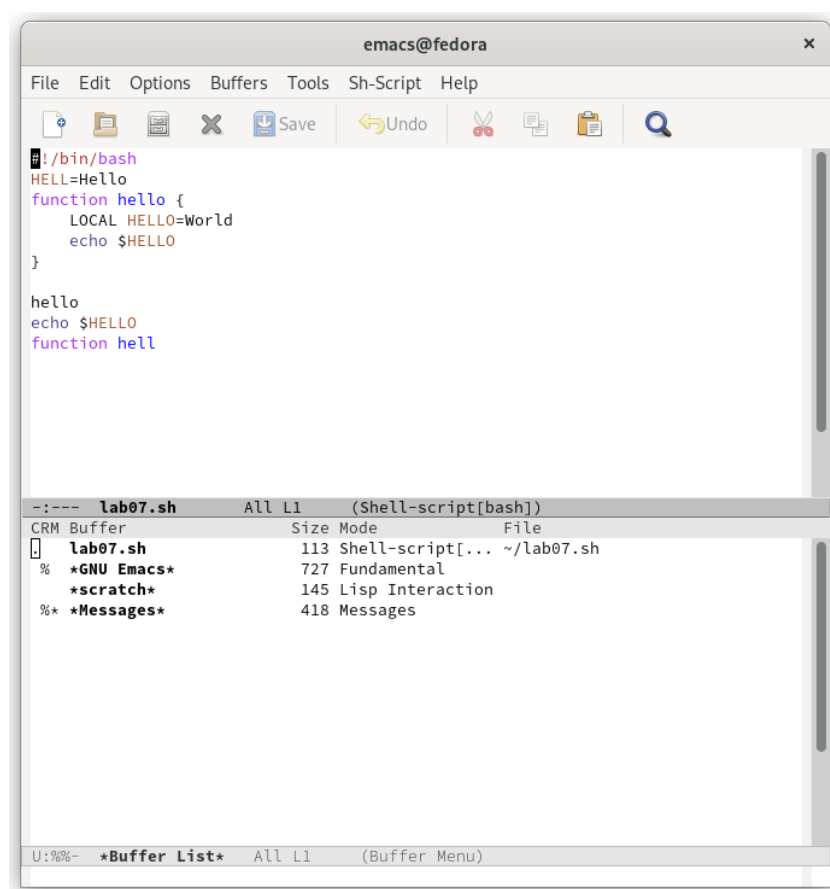 emacs@fedora ×
File Edit Options Buffers Tools Sh-Script Help
Save Undo
#!/bin/bash
HELL=Hello
function hello {
    LOCAL HELLO=World
    echo $HELLO
}
hello
echo $HELLO
function hell
-:--- lab07.sh All L1 (Shell-script[bash])
CRM Buffer Size Mode File
. lab07.sh 113 Shell-script[... ~/lab07.sh
% *GNU Emacs* 727 Fundamental
*scratch* 145 Lisp Interaction
%* *Messages* 418 Messages
U:%%- *Buffer List* All L1 (Buffer Menu)